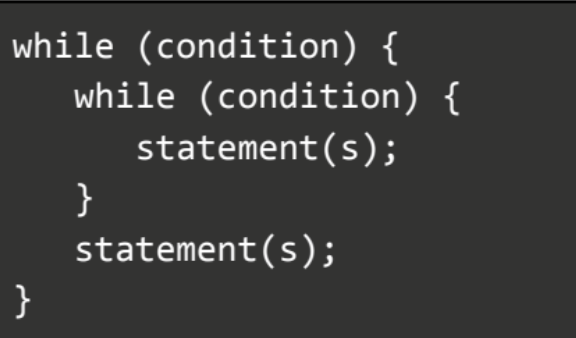 while (condition) {
   while (condition) {
      statement(s);
   }
   statement(s);
}